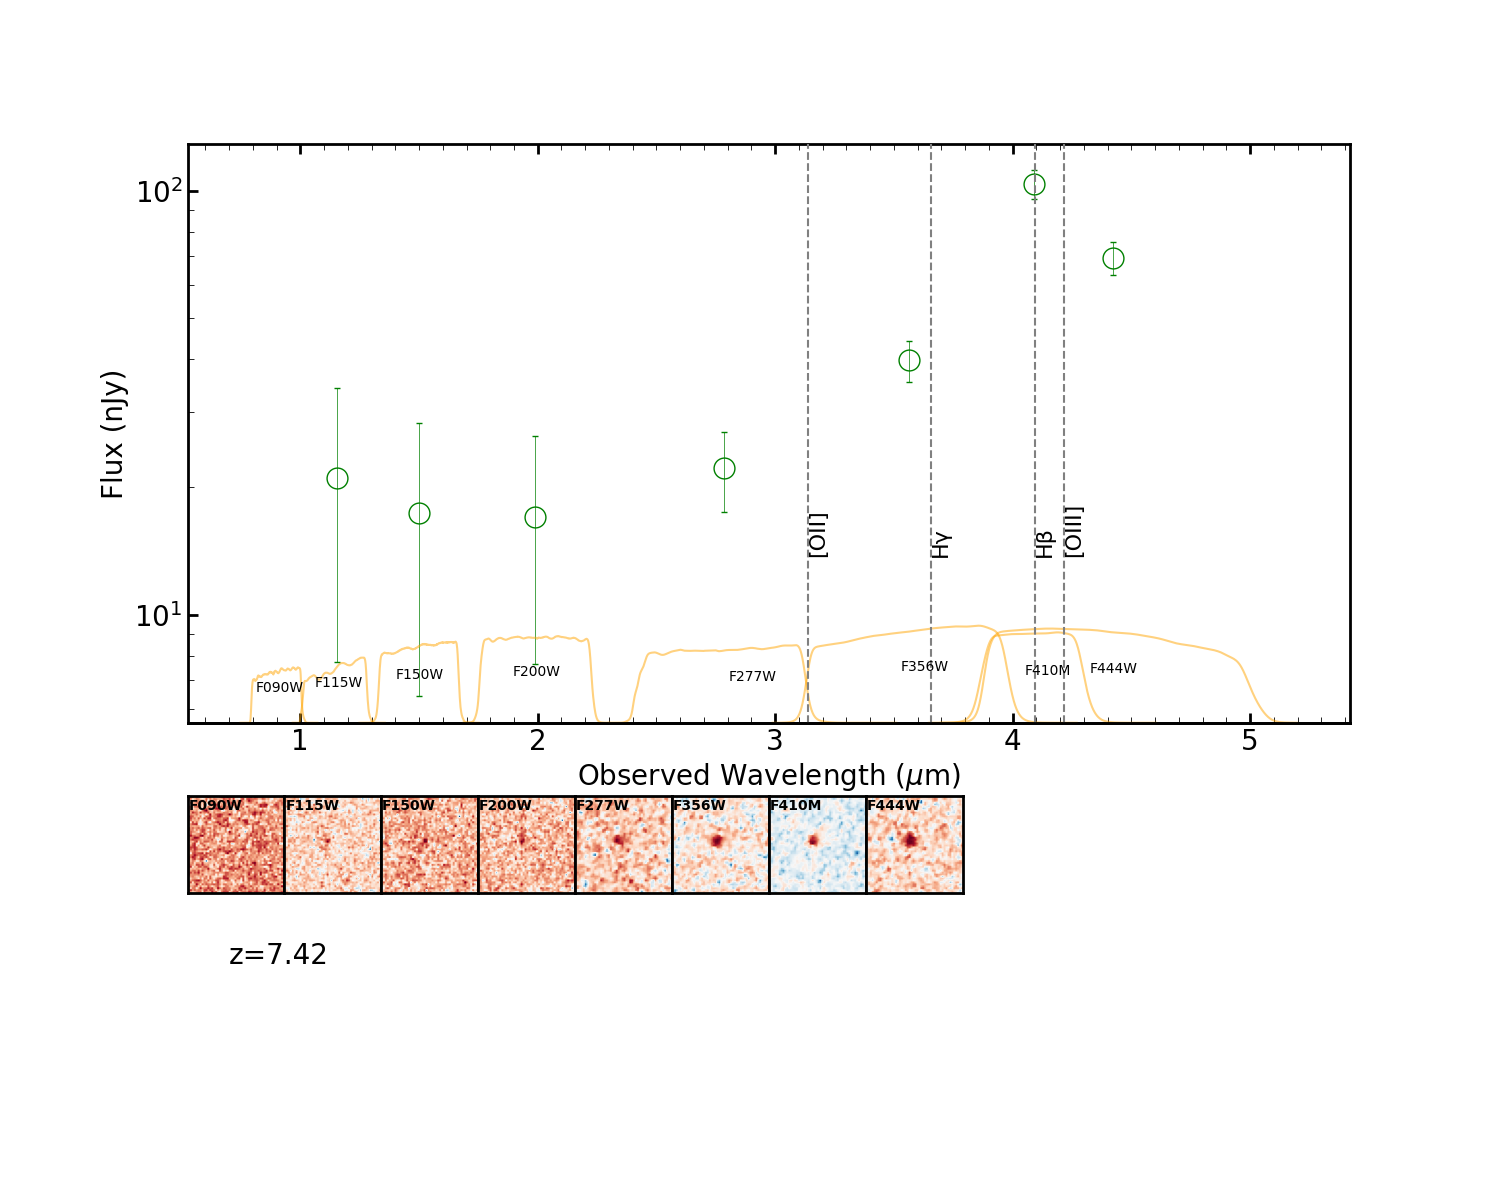 10²
10¹
Flux (nJy)
[OII]
Hγ
Hβ
[OIII]
F090W
F115W
F150W
F200W
F277W
F356W
F410M
F444W
1 2 3 4 5
Observed Wavelength (μm)
F090W F115W F150W F200W F277W F356W F410M F444W
z=7.42